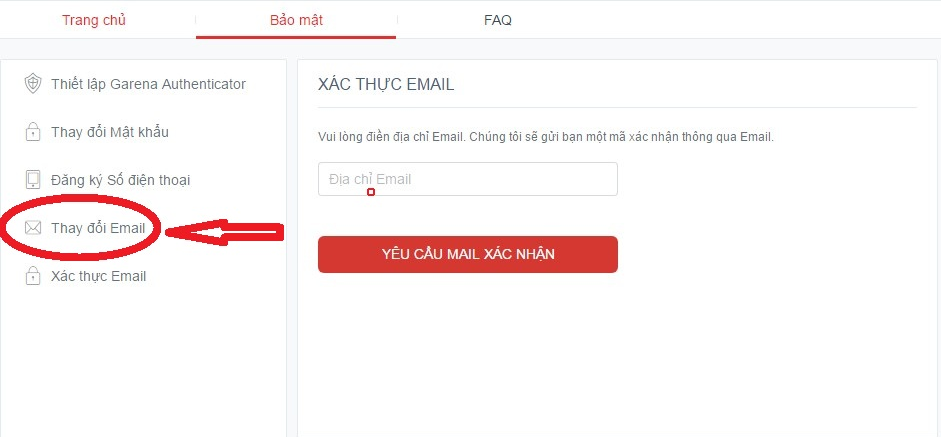 Trang chủ
Bảo mật
FAQ
Thiết lập Garena Authenticator
Thay đổi Mật khẩu
Đăng ký Số điện thoại
Thay đổi Email
Xác thực Email
XÁC THỰC EMAIL
Vui lòng điền địa chỉ Email. Chúng tôi sẽ gửi bạn một mã xác nhận thông qua Email.
Địa chỉ Email
YÊU CẦU MAIL XÁC NHẬN